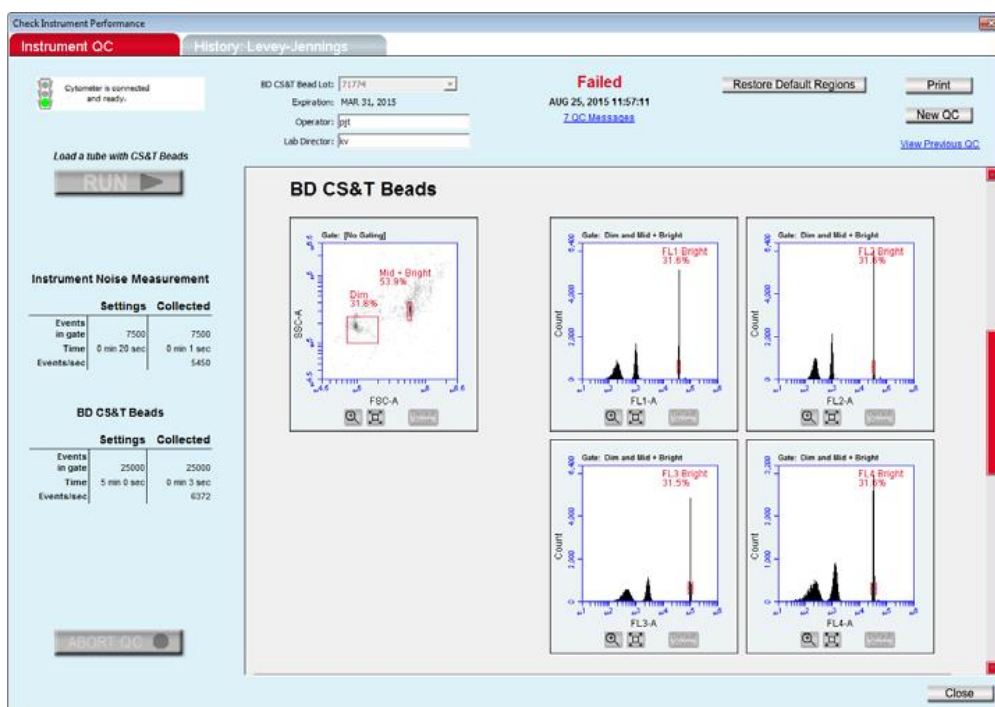 Check Instrument Performance
Instrument QC
History: Levey-Jennings
Cytometer is connected
and ready.
BD CS&T Bead Lot: 71774
Expiration: MAR 31, 2015
Operator: pjt
Lab Director: kv
Failed
AUG 25, 2015 11:57:11
7 QC Messages
Restore Default Regions
Print
New QC
View Previous QC
Load a tube with CS&T Beads
RUN
Instrument Noise Measurement
Settings Collected
Events
in gate 7500 7500
Time 0 min 20 sec 0 min 1 sec
Events/sec 5450
BD CS&T Beads
Settings Collected
Events
in gate 25000 25000
Time 5 min 0 sec 0 min 3 sec
Events/sec 6372
ABORT QC
BD CS&T Beads
Gate: [No Gating]
Mid + Bright
53.9%
Dim
31.8%
SSC-A
FSC-A
Gate: Dim and Mid + Bright
FL1 Bright
31.6%
Count
FL1-A
Gate: Dim and Mid + Bright
FL2 Bright
Count
FL2-A
Gate: Dim and Mid + Bright
FL3 Bright
31.5%
Count
FL3-A
Gate: Dim and Mid + Bright
FL4 Bright
Count
FL4-A
Close